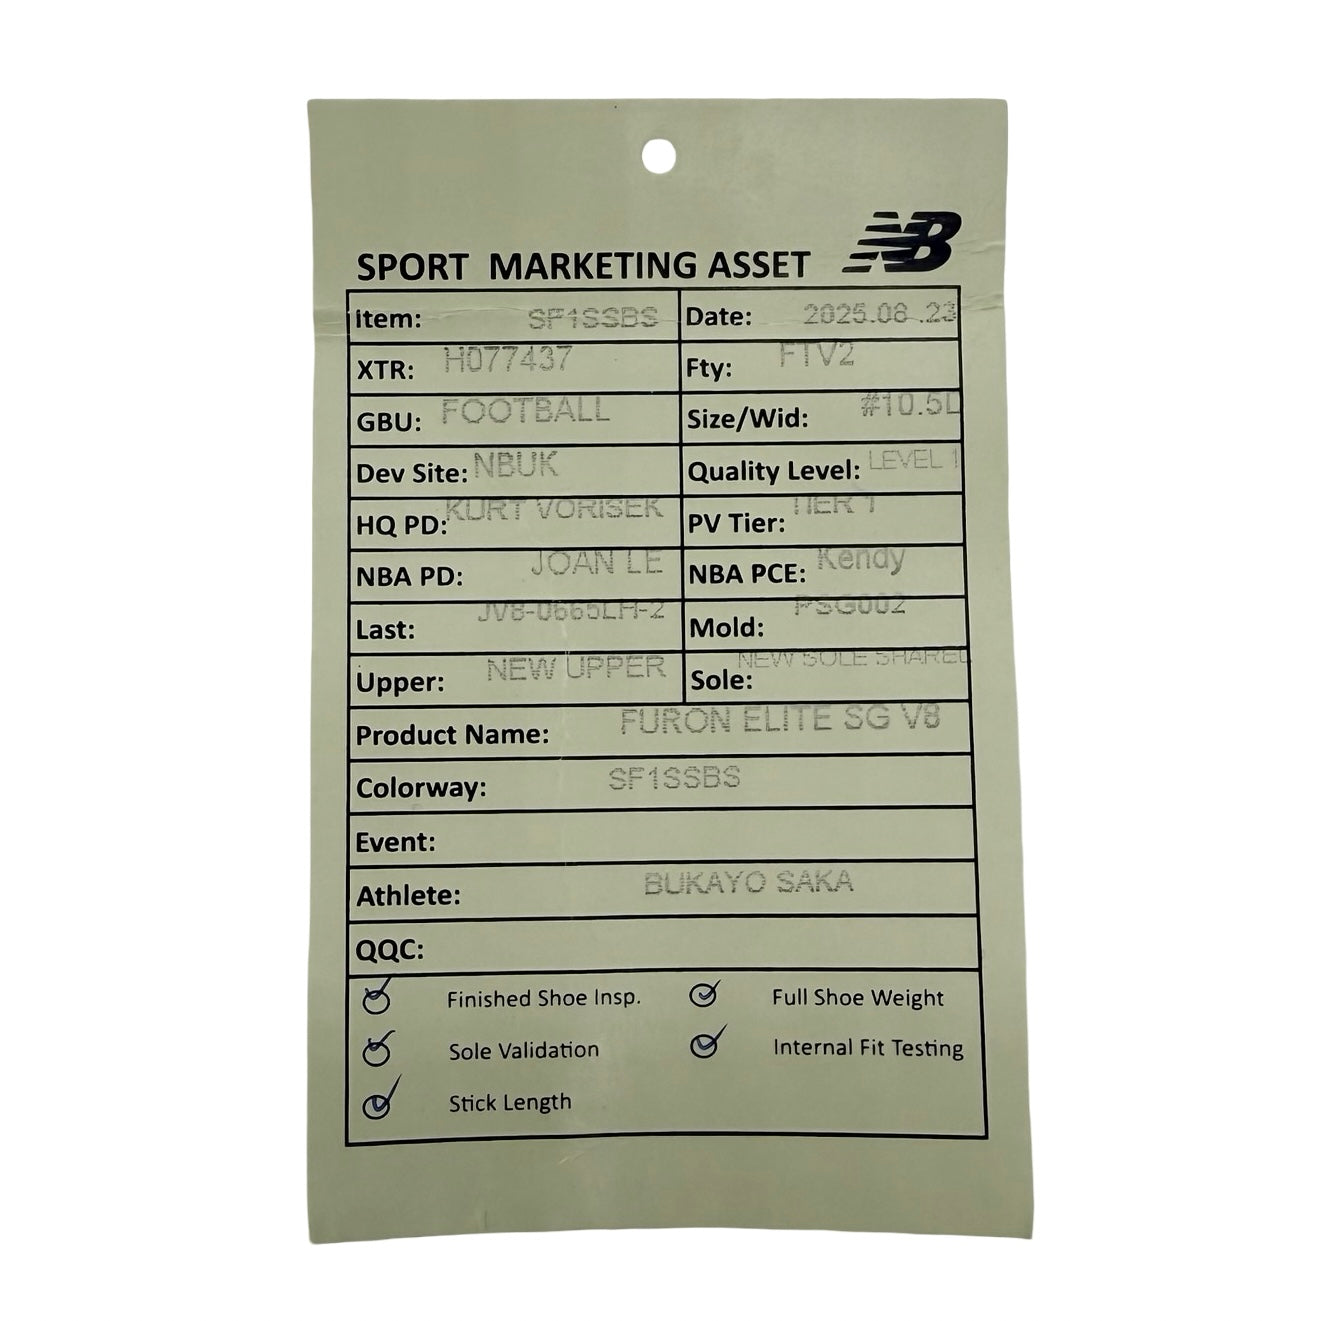 NB
SPORT MARKETING ASSET
Item: SF1SSBS Date: 2025.08 .23
XTR: H077437 Fty: FTV2
GBU: FOOTBALL Size/Wid: #10.5D
Dev Site: NBUK Quality Level: LEVEL 1
HQ PD: KURT VORISEK PV Tier: TIER 1
NBA PD: JOAN LE NBA PCE: Kendy
Last: JV8-0665LH-2 Mold: PSG002
Upper: NEW UPPER Sole: NEW SOLE SHARED
Product Name: FURON ELITE SG V8
Colorway: SF1SSBS
Event:
Athlete: BUKAYO SAKA
QQC:
Finished Shoe Insp. Full Shoe Weight
Sole Validation Internal Fit Testing
Stick Length